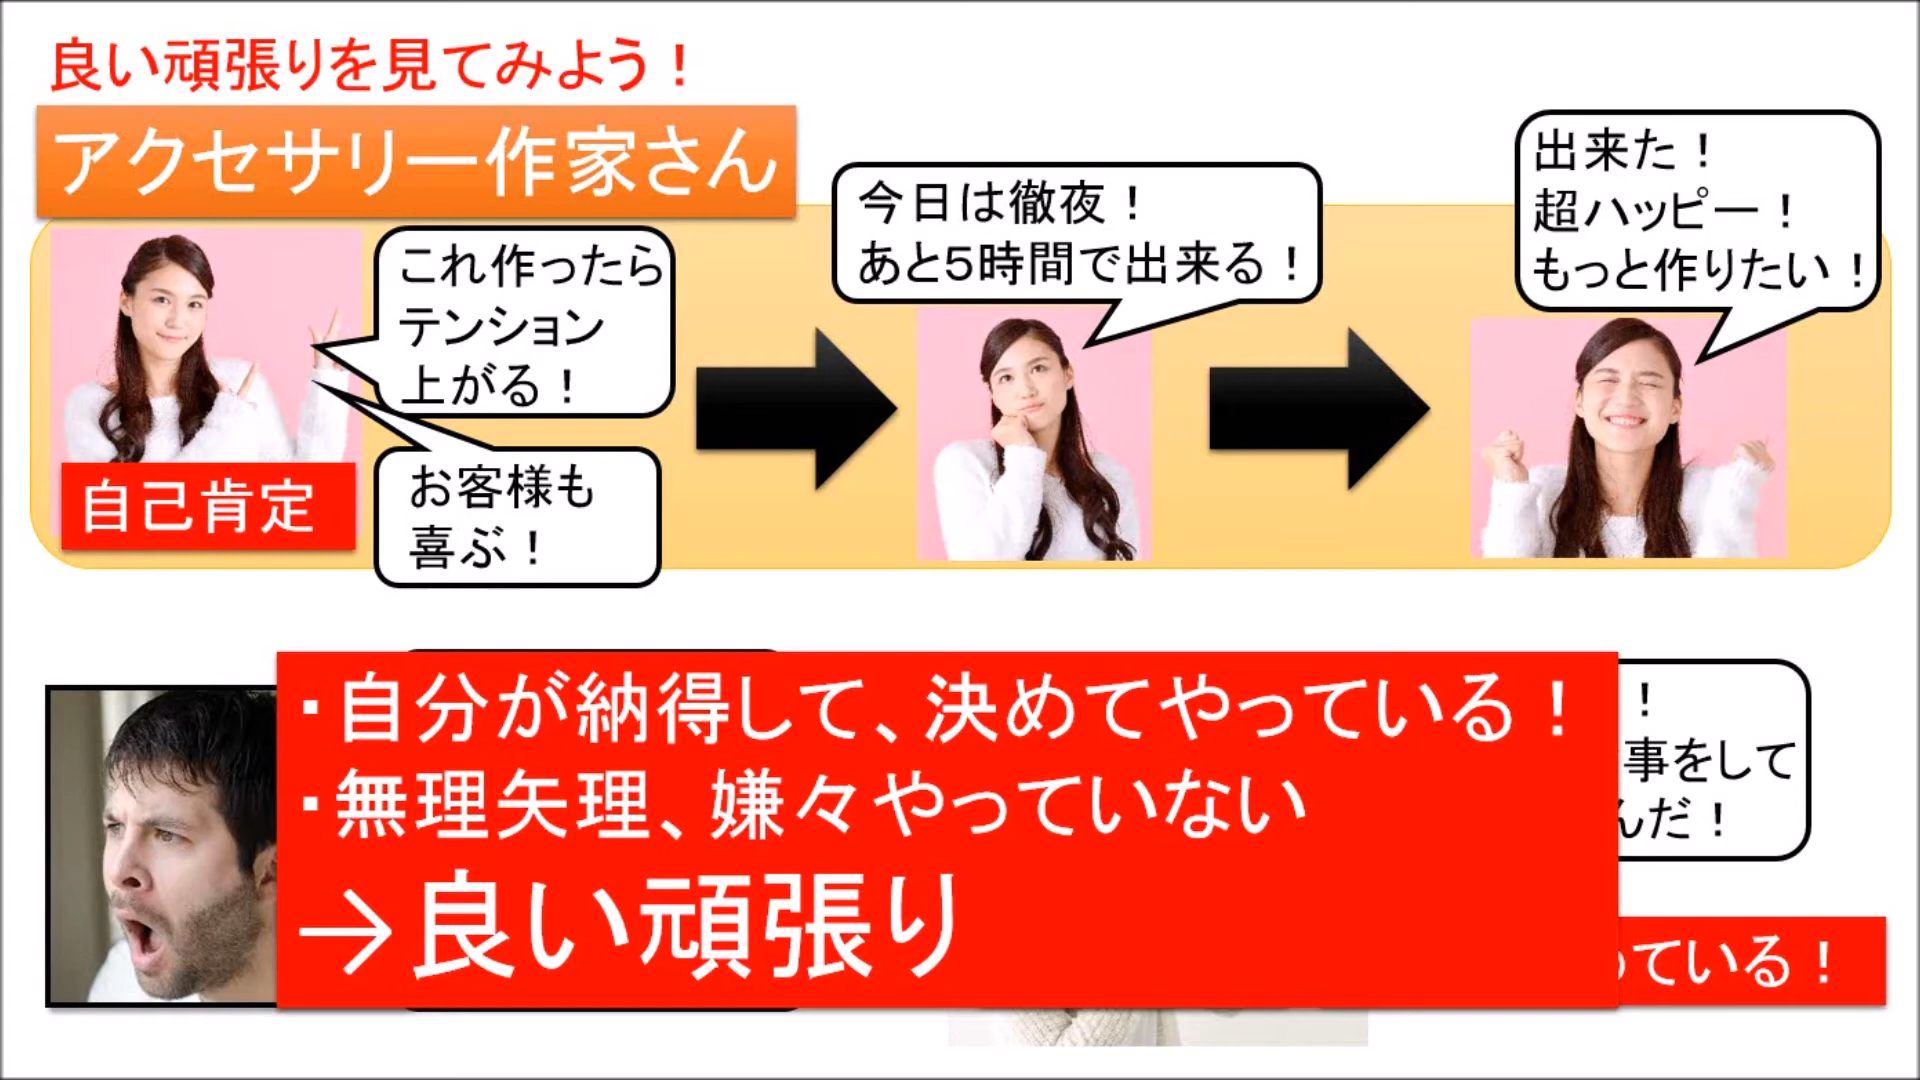 良い頑張りを見てみよう！
アクセサリー作家さん
これ作ったら
テンション
上がる！
お客様も
喜ぶ！
自己肯定
今日は徹夜！
あと５時間で出来る！
出来た！
超ハッピー！
もっと作りたい！
・自分が納得して、決めてやっている！
・無理矢理、嫌々やっていない
→良い頑張り
！
事をして
んだ！
ている！